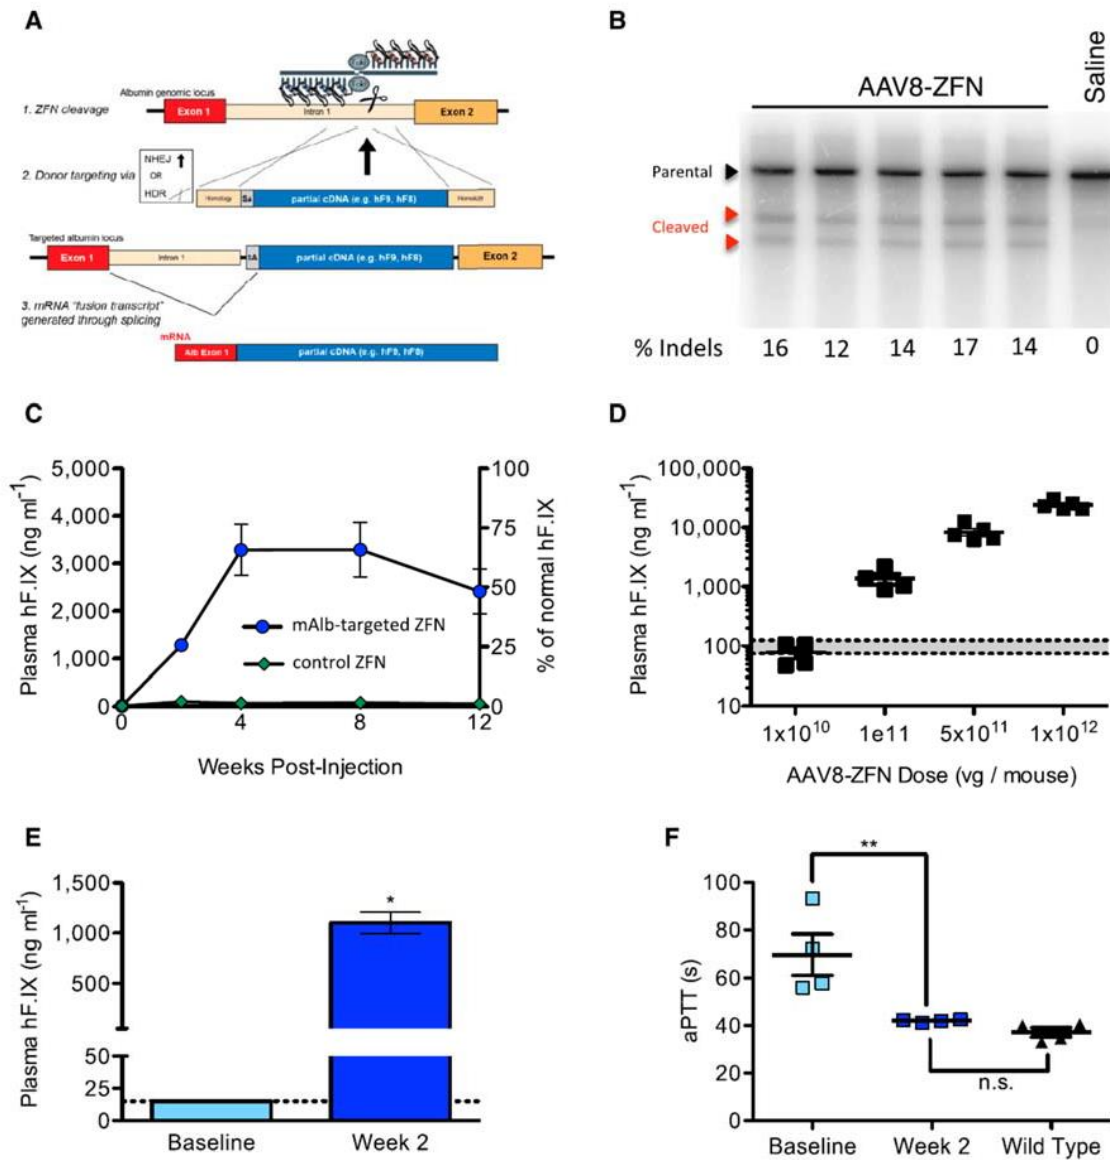 A
Albumin genomic locus
1. ZFN cleavage
Exon 1
Intron 1
Exon 2
NHEJ
OR
HDR
2. Donor targeting via
Homology
SA
partial cDNA (e.g. hF9, hF8)
Targeted albumin locus
Exon 1
Intron 1
SA
partial cDNA (e.g. hF9, hF8)
Exon 2
3. mRNA "fusion transcript"
generated through splicing
mRNA
Alb Exon 1
partial cDNA (e.g. hF9, hF8)
B
AAV8-ZFN
Saline
Parental
Cleaved
% Indels
16 12 14 17 14 0
C
Plasma hF.IX (ng ml-1)
5,000
4,000
3,000
2,000
1,000
0
100
75
50
25
0
% of normal hF.IX
mAlb-targeted ZFN
control ZFN
0 4 8 12
Weeks Post-Injection
D
Plasma hF.IX (ng ml-1)
100,000
10,000
1,000
100
10
1x10^10 1e11 5x10^11 1x10^12
AAV8-ZFN Dose (vg / mouse)
E
Plasma hF.IX (ng ml-1)
1,500
1,000
500
50
25
0
*
Baseline Week 2
F
aPTT (s)
100
80
60
40
20
0
**
n.s.
Baseline Week 2 Wild Type